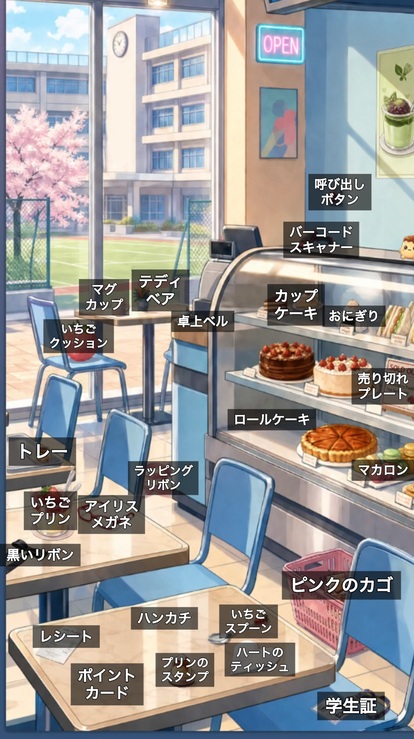 OPEN
呼び出し
ボタン
バーコード
スキャナー
テディ
ベア
マグ
カップ
カップ
ケーキ
おにぎり
卓上ベル
いちご
クッション
売り切れ
プレート
ロールケーキ
トレー
ラッピング
リボン
マカロン
いちご
プリン
アイリス
メガネ
黒いリボン
ピンクのカゴ
ハンカチ
いちご
スプーン
レシート
ハートの
ティッシュ
プリンの
スタンプ
ポイント
カード
学生証